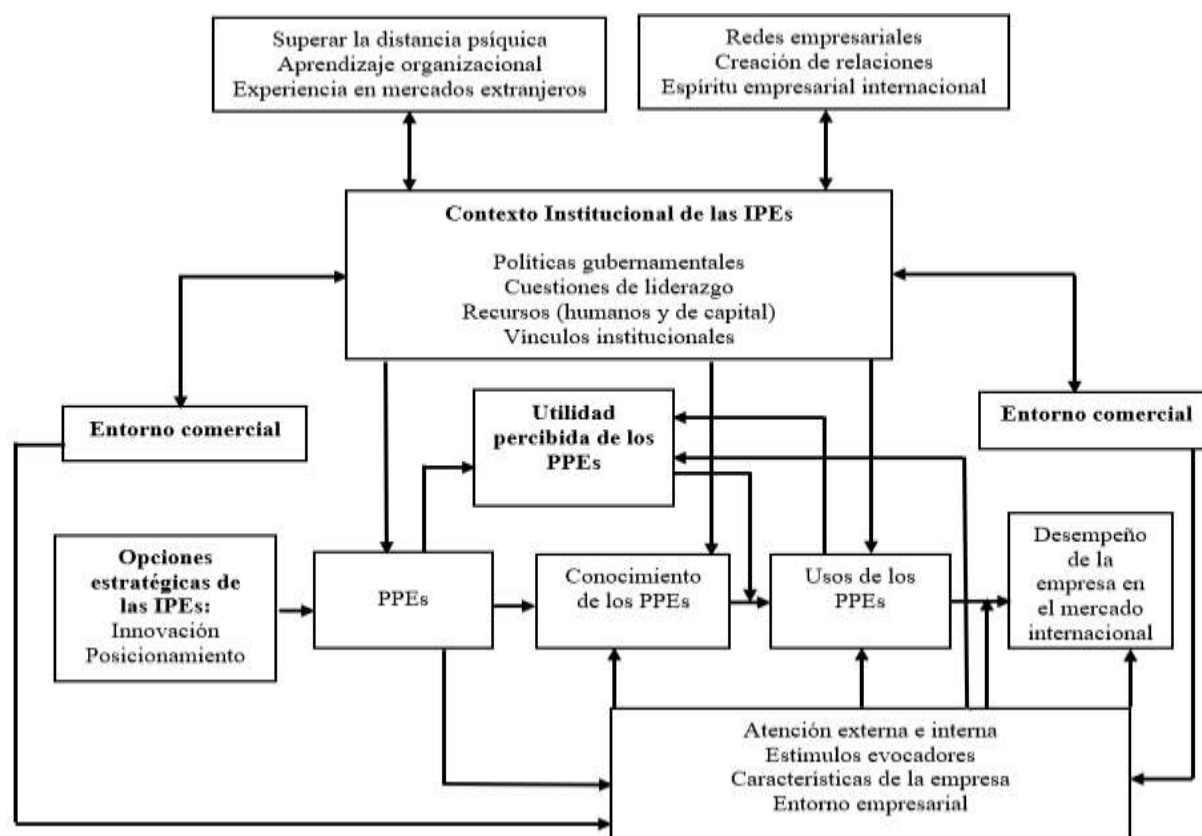 Superar la distancia psíquica
Aprendizaje organizacional
Experiencia en mercados extranjeros
Redes empresariales
Creación de relaciones
Espíritu empresarial internacional
Contexto Institucional de las IPEs
Políticas gubernamentales
Cuestiones de liderazgo
Recursos (humanos y de capital)
Vínculos institucionales
Entorno comercial
Utilidad
percibida de los
PPEs
Entorno comercial
Opciones
estratégicas de
las IPEs:
Innovación
Posicionamiento
PPEs
Conocimiento
de los PPEs
Usos de los
PPEs
Desempeño
de la
empresa en
el mercado
internacional
Atención externa e interna
Estímulos evocadores
Características de la empresa
Entorno empresarial